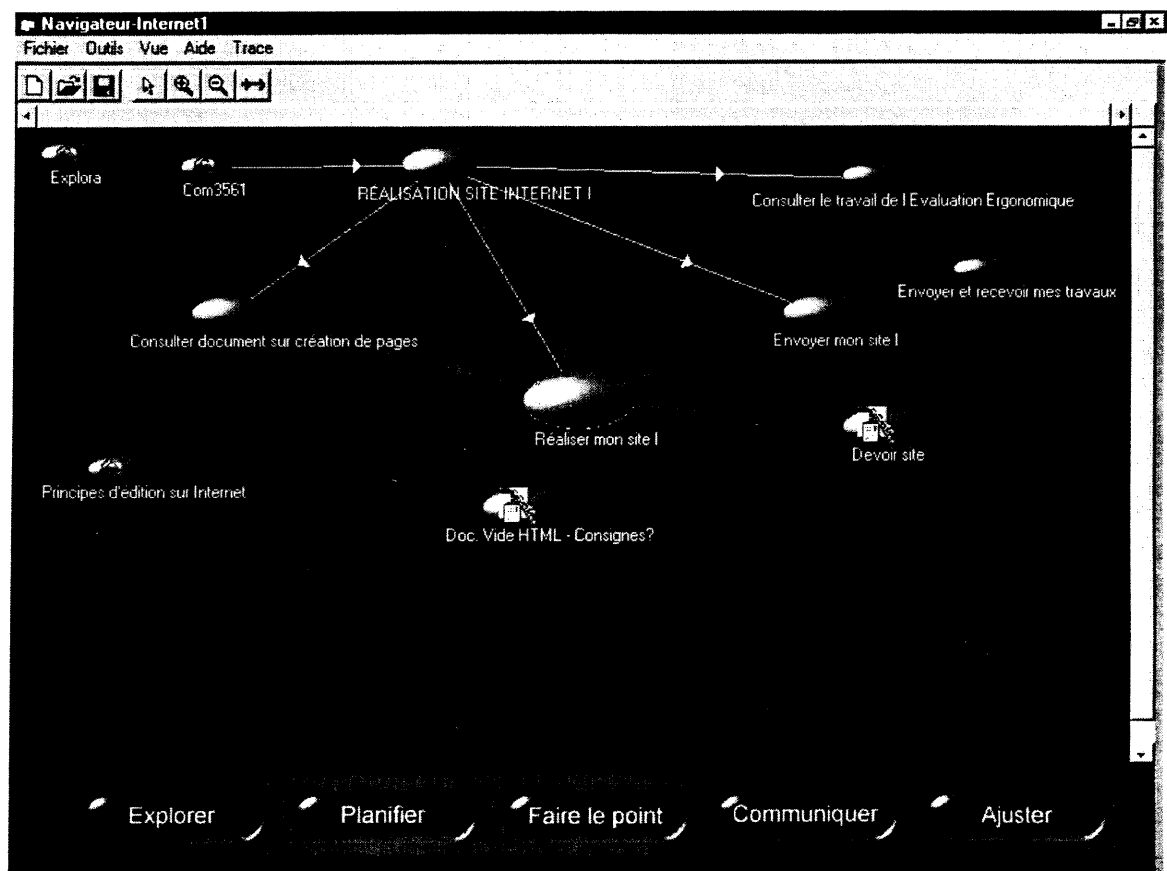 Navigateur-Internet1
Fichier Outils Vue Aide Trace
Explora
Com3561
RÉALISATION SITE INTERNET I
Consulter le travail de l Evaluation Ergonomique
Envoyer et recevoir mes travaux
Consulter document sur création de pages
Envoyer mon site I
Réaliser mon site I
Devoir site
Principes d'édition sur Internet
Doc. Vide HTML - Consignes?
Explorer Planifier Faire le point Communiquer Ajuster